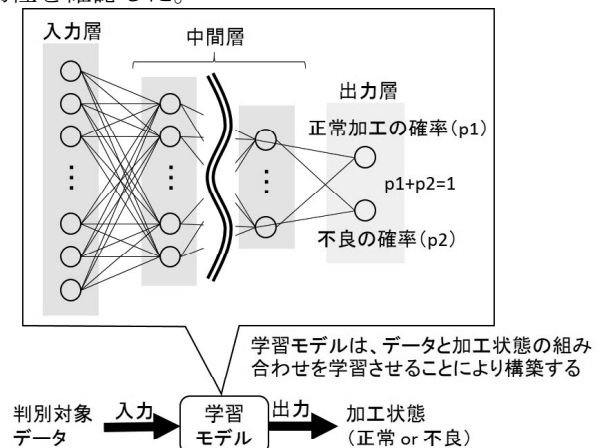 入力層
中間層
出力層
正常加工の確率(p1)
p1+p2=1
不良の確率(p2)
学習モデルは、データと加工状態の組み
合わせを学習させることにより構築する
判別対象
データ
入力
学習
モデル
出力
加工状態
(正常 or 不良)